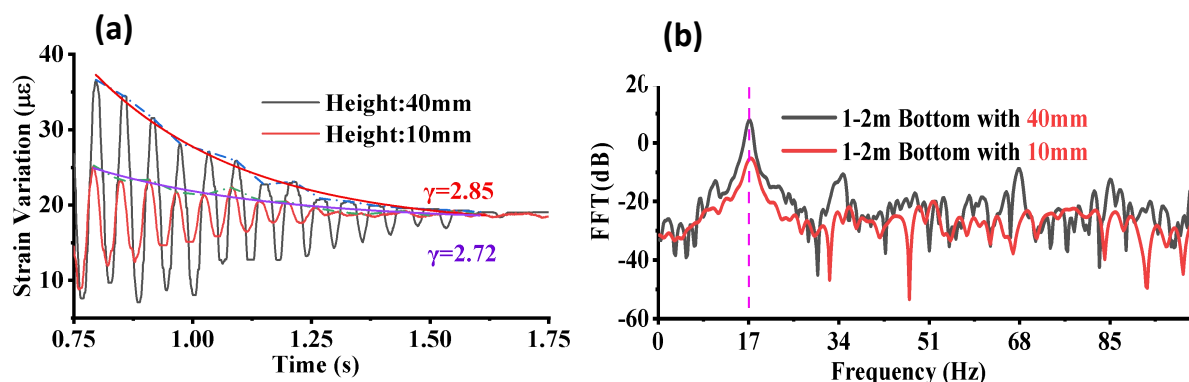 (a)
40
30
20
10
Strain Variation (με)
Height:40mm
Height:10mm
γ=2.85
γ=2.72
0.75
1.00
1.25
1.50
1.75
Time (s)
(b)
20
0
-20
-40
-60
FFT(dB)
1-2m Bottom with 40mm
1-2m Bottom with 10mm
0
17
34
51
68
85
Frequency (Hz)